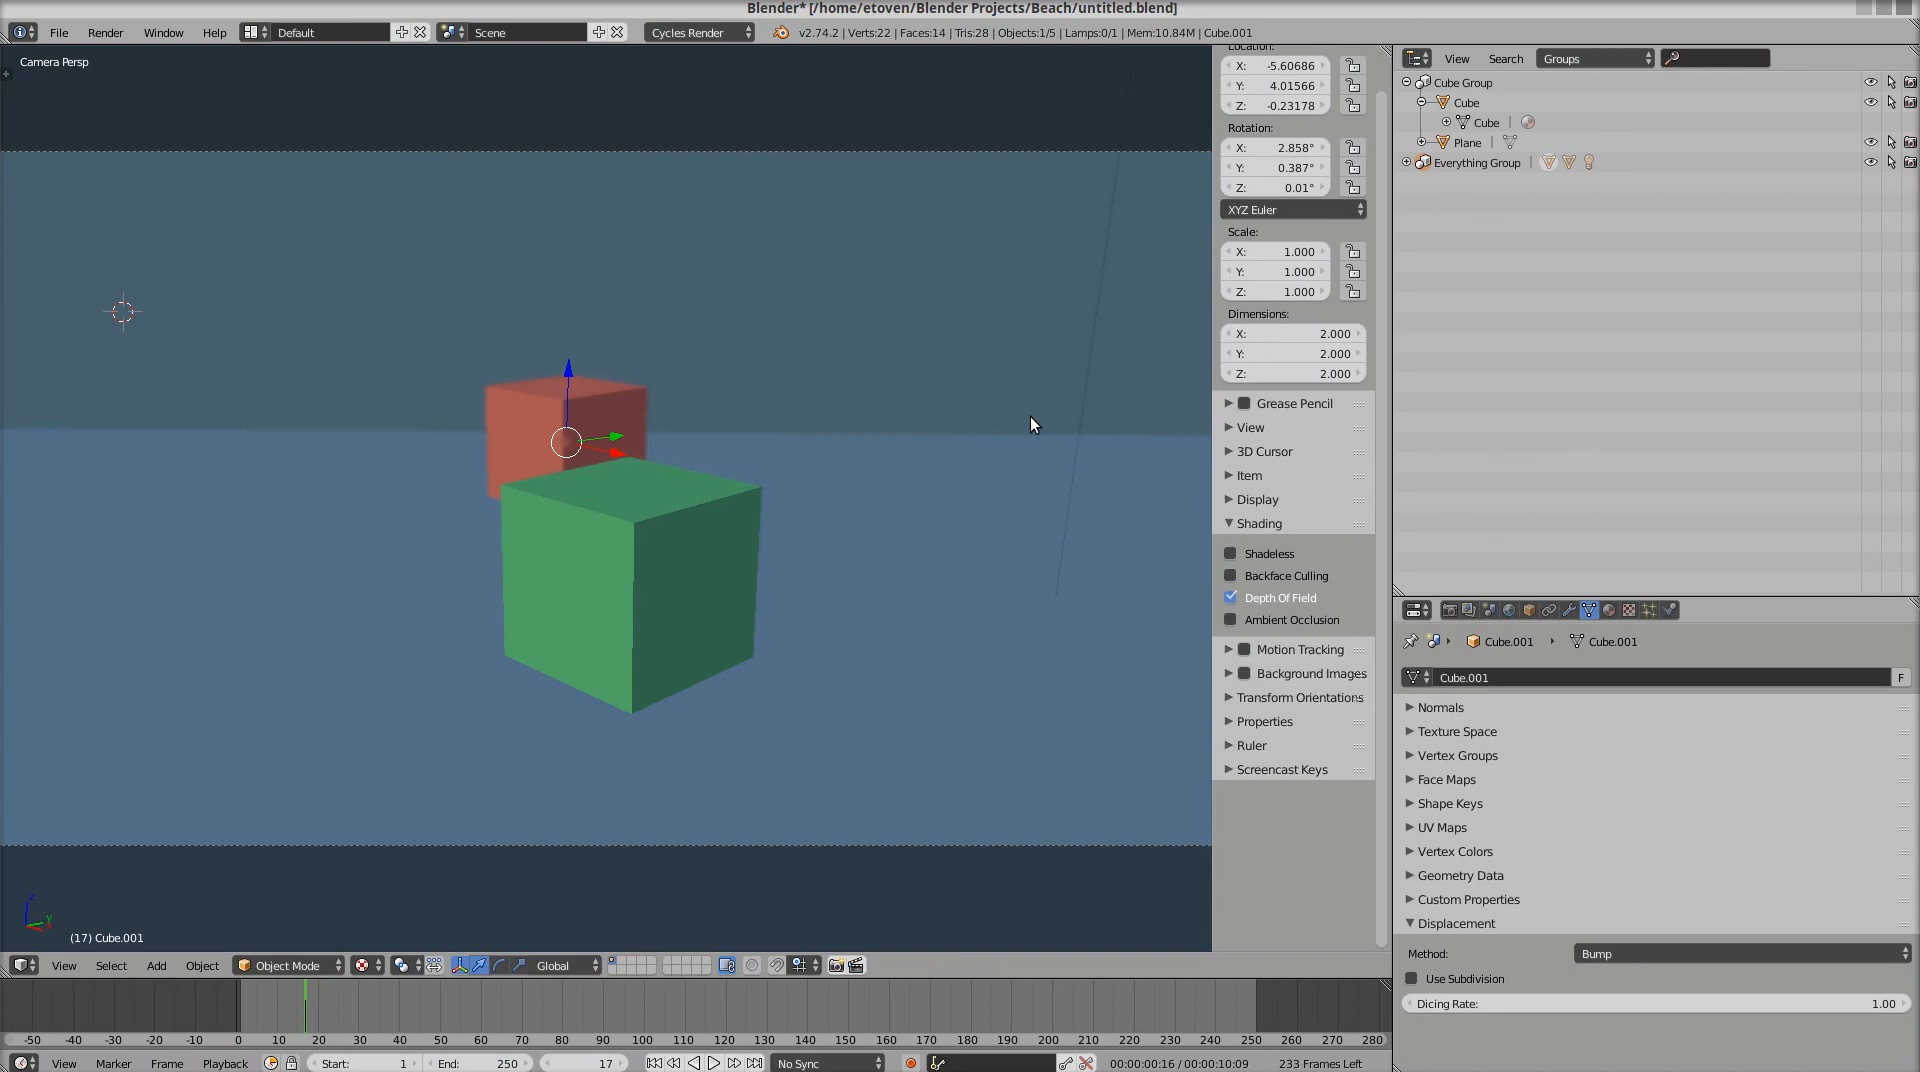 Blender* [/home/etoven/Blender Projects/Beach/untitled.blend]
File Render Window Help Default Scene Cycles Render v2.74.2 | Verts:22 | Faces:14 | Tris:28 | Objects:1/5 | Lamps:0/1 | Mem:10.84M | Cube.001
Camera Persp
Location:
X: -5.60686
Y: 4.01566
Z: -0.23178
Rotation:
X: 2.858°
Y: 0.387°
Z: 0.01°
XYZ Euler
Scale:
X: 1.000
Y: 1.000
Z: 1.000
Dimensions:
X: 2.000
Y: 2.000
Z: 2.000
Grease Pencil
View
3D Cursor
Item
Display
Shading
Shadeless
Backface Culling
Depth Of Field
Ambient Occlusion
Motion Tracking
Background Images
Transform Orientations
Properties
Ruler
Screencast Keys
View Search Groups
Cube Group
Cube
Cube
Plane
Everything Group
Cube.001 Cube.001
Cube.001 F
Normals
Texture Space
Vertex Groups
Face Maps
Shape Keys
UV Maps
Vertex Colors
Geometry Data
Custom Properties
Displacement
Method: Bump
Use Subdivision
Dicing Rate: 1.00
z
y
(17) Cube.001
View Select Add Object Object Mode Global
-50 -40 -30 -20 -10 0 10 20 30 40 50 60 70 80 90 100 110 120 130 140 150 160 170 180 190 200 210 220 230 240 250 260 270 280
View Marker Frame Playback Start: 1 End: 250 17 No Sync 00:00:00:16 / 00:00:10:09 233 Frames Left